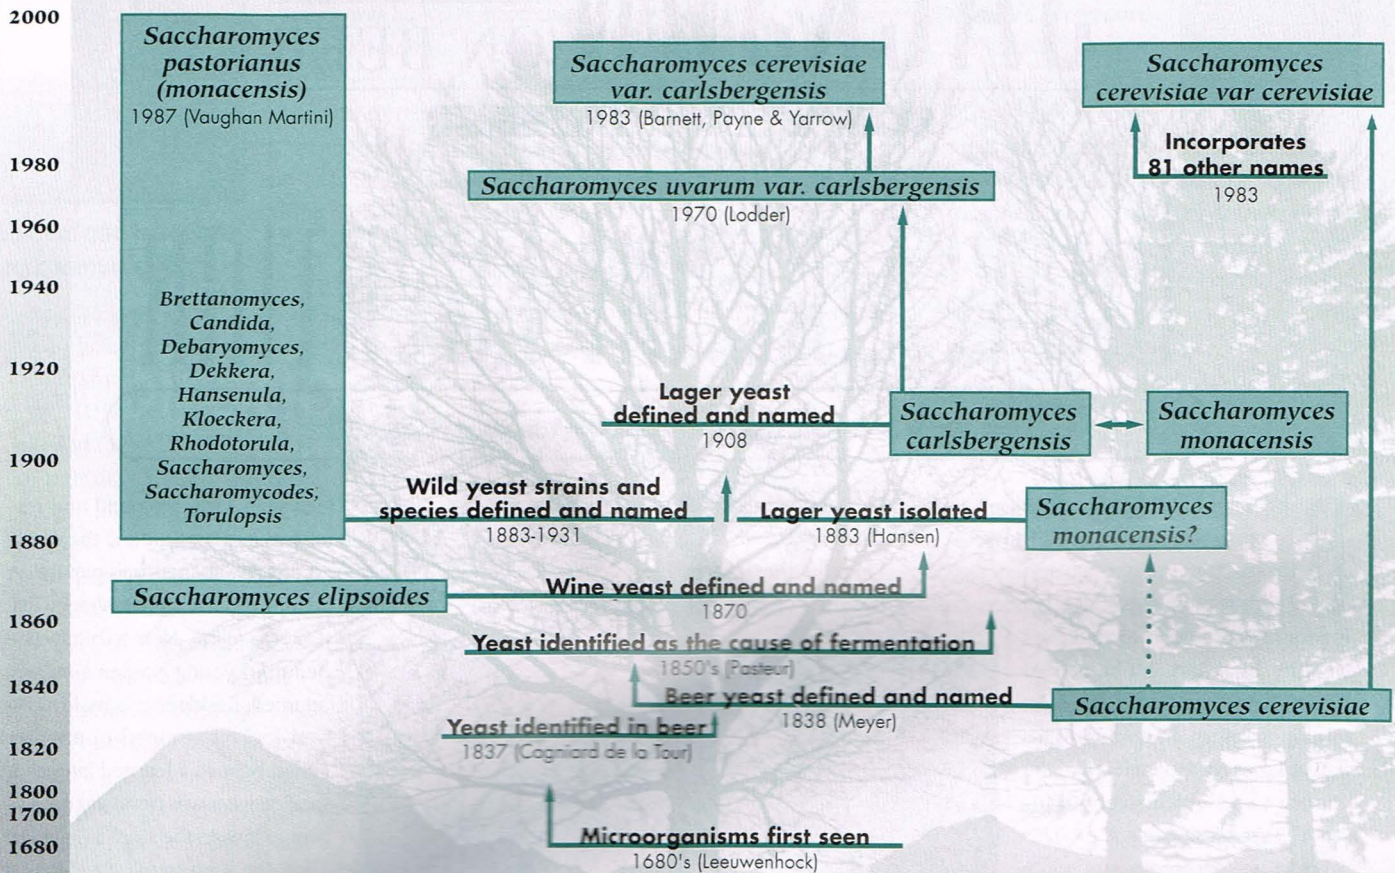 2000
1980
1960
1940
1920
1900
1880
1860
1840
1820
1800
1700
1680
Saccharomyces
pastorianus
(monacensis)
1987 (Vaughan Martini)
Brettanomyces,
Candida,
Debaryomyces,
Dekkera,
Hansenula,
Kloeckera,
Rhodotorula,
Saccharomyces,
Saccharomycodes,
Torulopsis
Saccharomyces cerevisiae
var. carlsbergensis
1983 (Barnett, Payne & Yarrow)
Saccharomyces
cerevisiae var cerevisiae
Incorporates
81 other names
1983
Saccharomyces uvarum var. carlsbergensis
1970 (Lodder)
Lager yeast
defined and named
1908
Saccharomyces
carlsbergensis
Saccharomyces
monacensis
Wild yeast strains and
species defined and named
1883-1931
Lager yeast isolated
1883 (Hansen)
Saccharomyces
monacensis?
Saccharomyces elipsoides
Wine yeast defined and named
1870
Yeast identified as the cause of fermentation
1850's (Pasteur)
Beer yeast defined and named
1838 (Meyer)
Saccharomyces cerevisiae
Yeast identified in beer
1837 (Cagniard de la Tour)
Microorganisms first seen
1680's (Leeuwenhock)